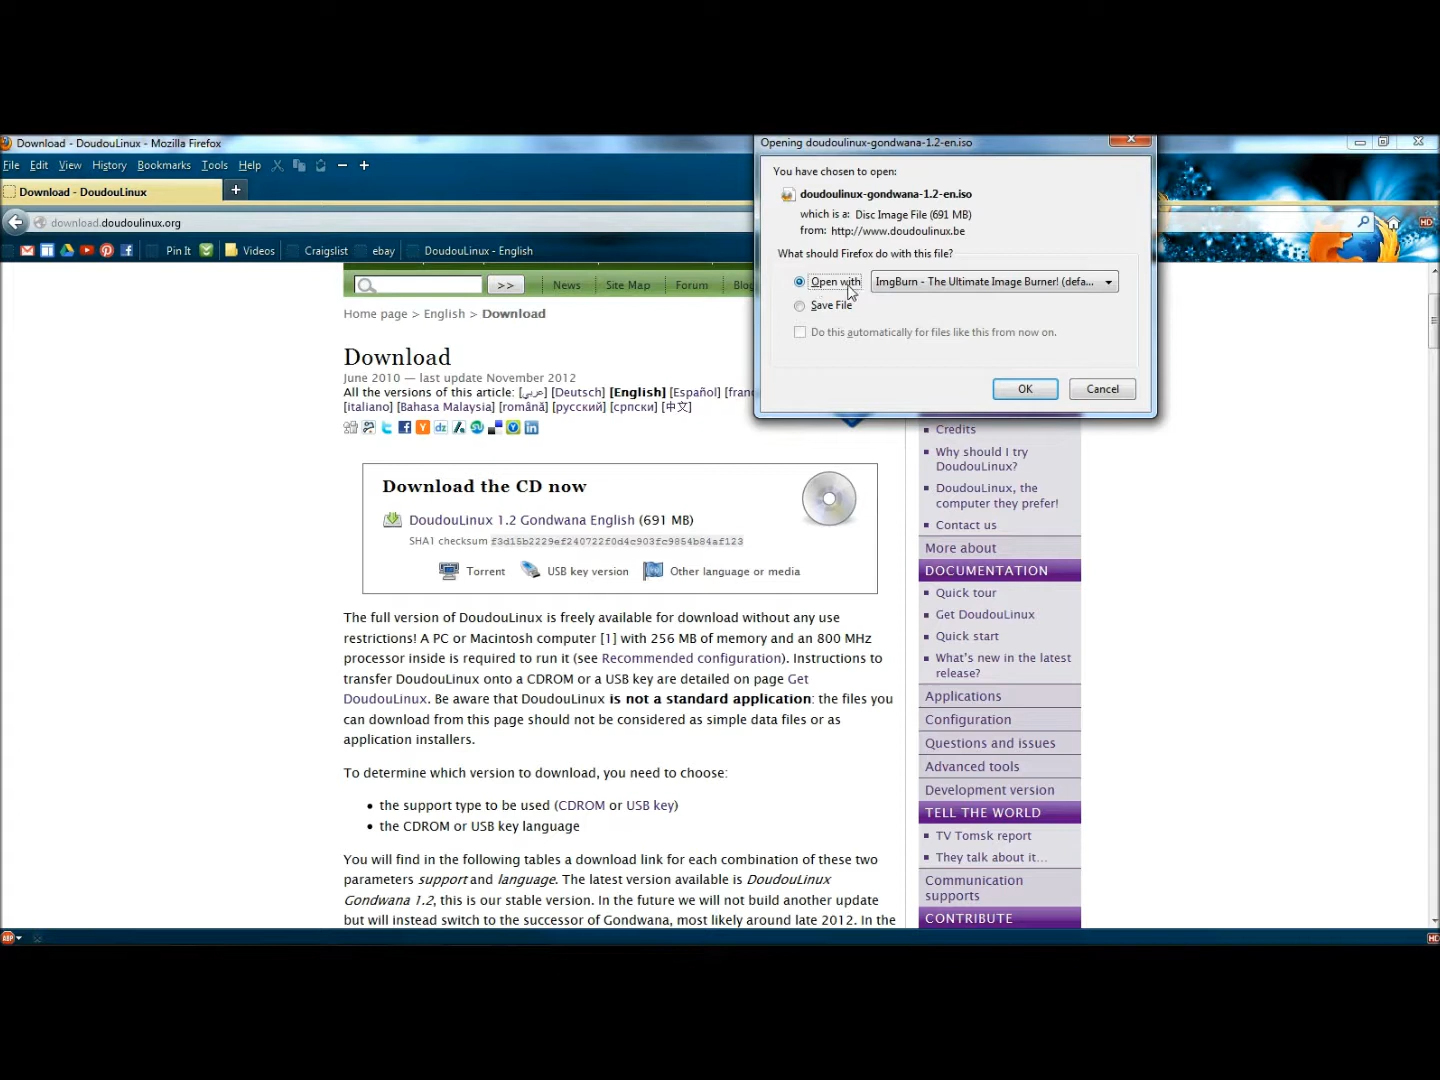 Download - DoudouLinux - Mozilla Firefox
File Edit View History Bookmarks Tools Help
Download - DoudouLinux
download.doudoulinux.org
Pin It Videos Craigslist ebay DoudouLinux - English
Opening doudoulinux-gondwana-1.2-en.iso
You have chosen to open:
doudoulinux-gondwana-1.2-en.iso
which is a: Disc Image File (691 MB)
from: http://www.doudoulinux.be
What should Firefox do with this file?
Open with ImgBurn - The Ultimate Image Burner! (defa...
Save File
Do this automatically for files like this from now on.
OK Cancel
>> News Site Map Forum Blog
Home page > English > Download
Download
June 2010 — last update November 2012
All the versions of this article: [عربي] [Deutsch] [English] [Español] [fran
[italiano] [Bahasa Malaysia] [română] [русский] [српски] [中文]
Download the CD now
DoudouLinux 1.2 Gondwana English (691 MB)
SHA1 checksum f3d15b2229ef240722f0d4c903fc9854b84af123
Torrent USB key version Other language or media
The full version of DoudouLinux is freely available for download without any use
restrictions! A PC or Macintosh computer [1] with 256 MB of memory and an 800 MHz
processor inside is required to run it (see Recommended configuration). Instructions to
transfer DoudouLinux onto a CDROM or a USB key are detailed on page Get
DoudouLinux. Be aware that DoudouLinux is not a standard application: the files you
can download from this page should not be considered as simple data files or as
application installers.
To determine which version to download, you need to choose:
• the support type to be used (CDROM or USB key)
• the CDROM or USB key language
You will find in the following tables a download link for each combination of these two
parameters support and language. The latest version available is DoudouLinux
Gondwana 1.2, this is our stable version. In the future we will not build another update
but will instead switch to the successor of Gondwana, most likely around late 2012. In the
Credits
Why should I try
DoudouLinux?
DoudouLinux, the
computer they prefer!
Contact us
More about
DOCUMENTATION
Quick tour
Get DoudouLinux
Quick start
What's new in the latest
release?
Applications
Configuration
Questions and issues
Advanced tools
Development version
TELL THE WORLD
TV Tomsk report
They talk about it...
Communication
supports
CONTRIBUTE
ABP
HD
HD